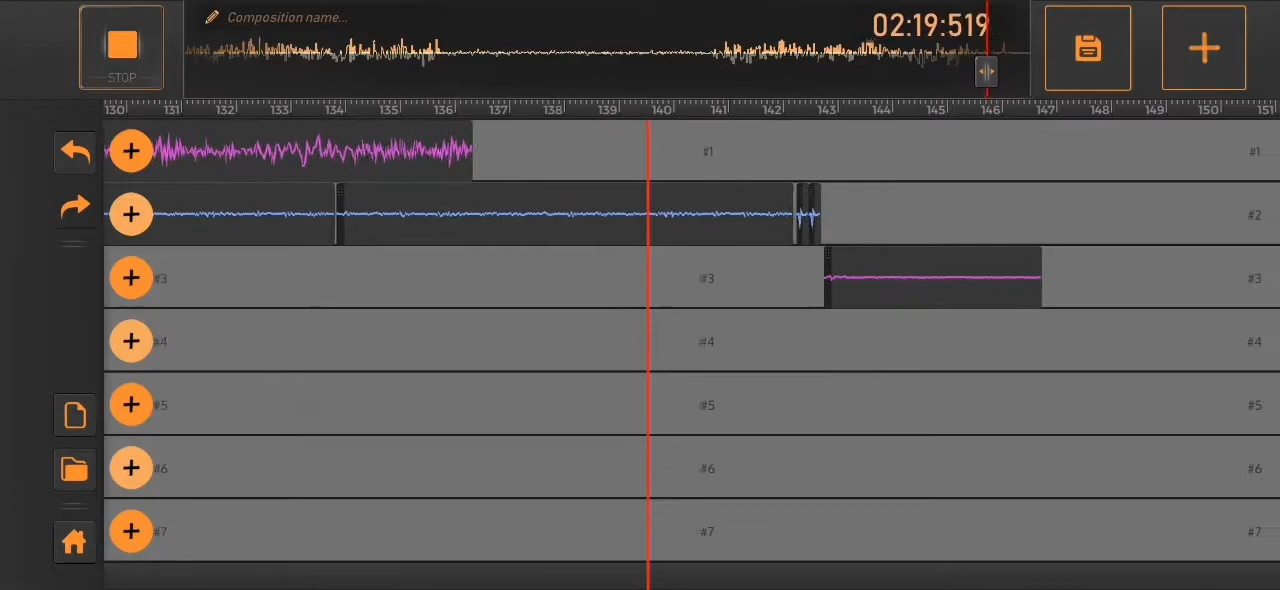 Composition name...
02:19:519
STOP
130 131 132 133 134 135 136 137 138 139 140 141 142 143 144 145 146 147 148 149 150 151
#1 #1
#2
#3 #3 #3
#4 #4 #4
#5 #5 #5
#6 #6 #6
#7 #7 #7